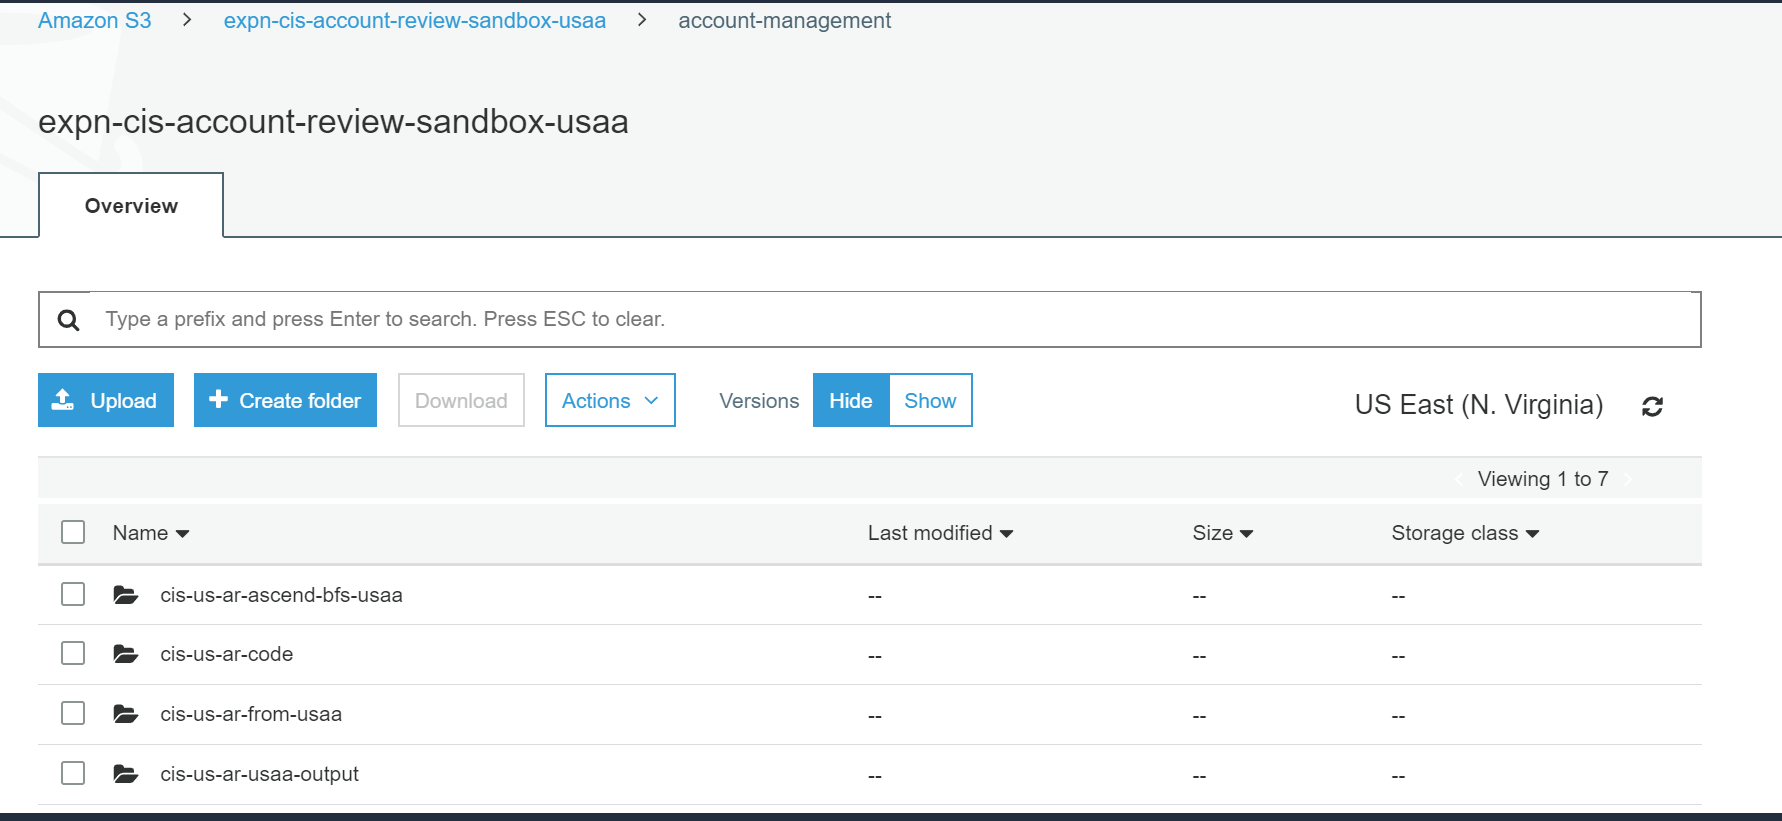 Amazon S3 > expn-cis-account-review-sandbox-usaa > account-management
expn-cis-account-review-sandbox-usaa
Overview
Type a prefix and press Enter to search. Press ESC to clear.
Upload Create folder Download Actions Versions Hide Show US East (N. Virginia)
Viewing 1 to 7
Name Last modified Size Storage class
cis-us-ar-ascend-bfs-usaa -- -- --
cis-us-ar-code -- -- --
cis-us-ar-from-usaa -- -- --
cis-us-ar-usaa-output -- -- --